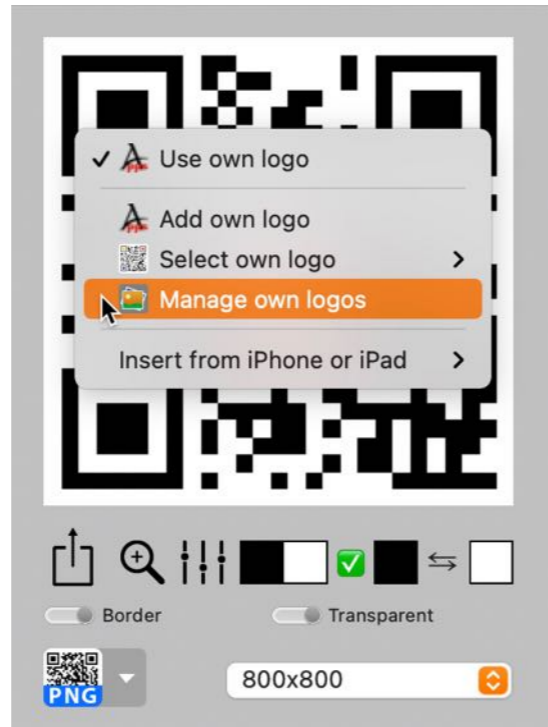 Use own logo
Add own logo
Select own logo
Manage own logos
Insert from iPhone or iPad
Border
Transparent
PNG
800x800